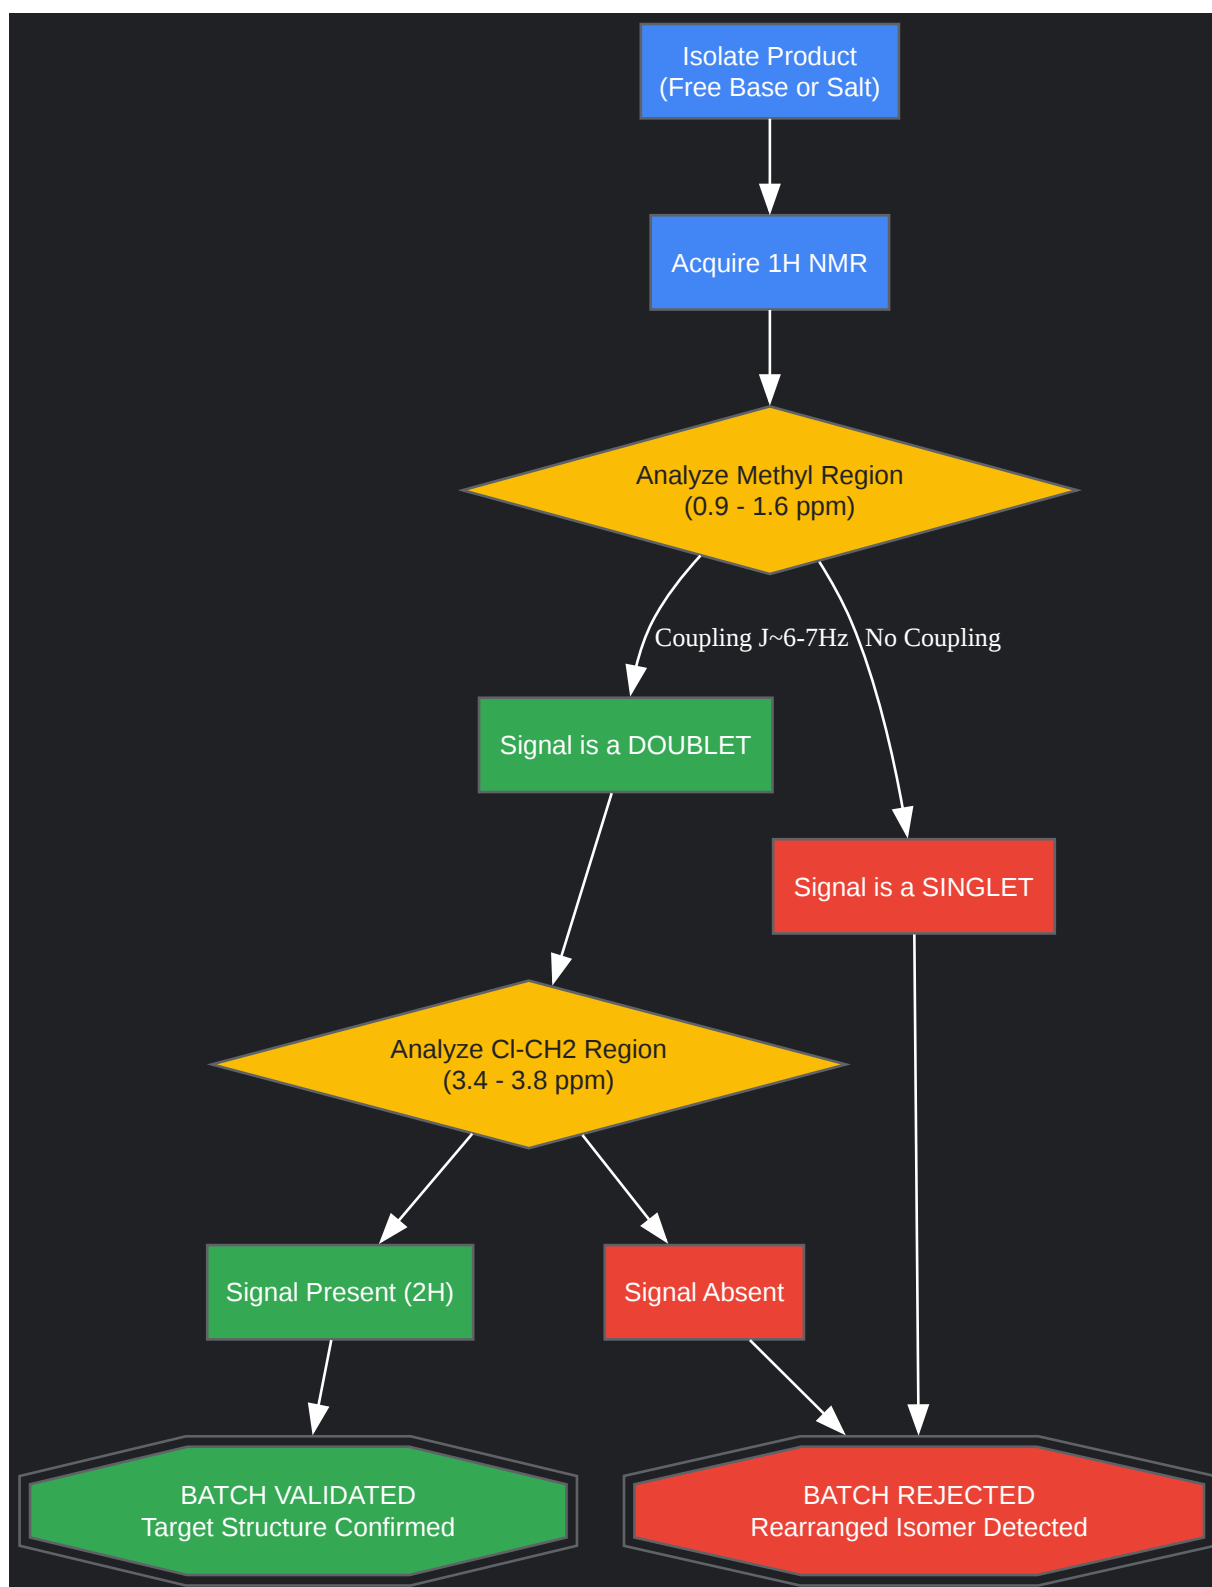 Isolate Product
(Free Base or Salt)
Acquire 1H NMR
Analyze Methyl Region
(0.9 - 1.6 ppm)
Coupling J~6-7Hz
No Coupling
Signal is a DOUBLET
Signal is a SINGLET
Analyze Cl-CH2 Region
(3.4 - 3.8 ppm)
Signal Present (2H)
Signal Absent
BATCH VALIDATED
Target Structure Confirmed
BATCH REJECTED
Rearranged Isomer Detected